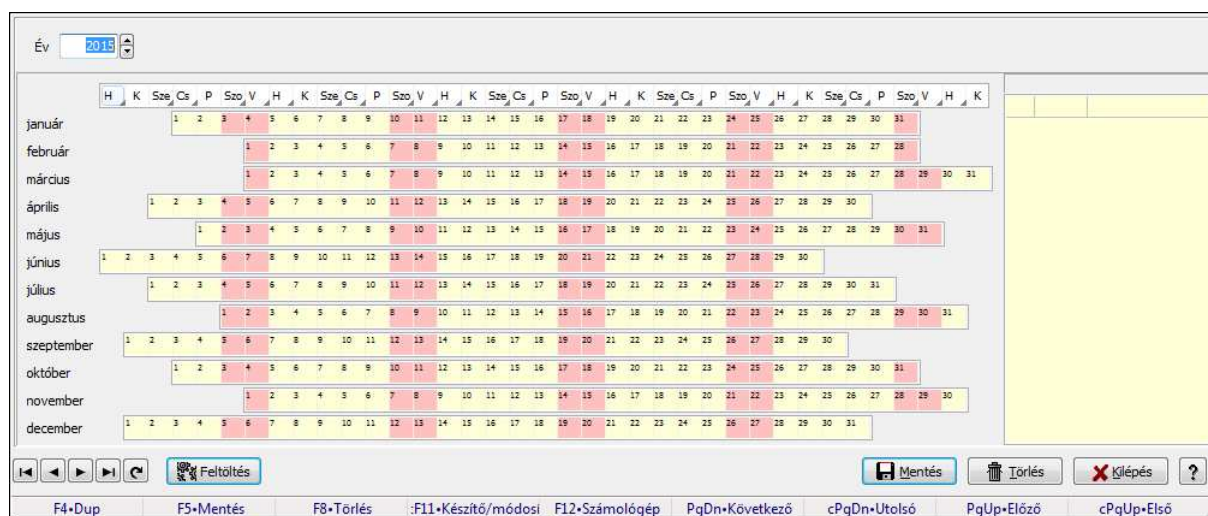 Év 2015
H K Sze Cs P Szo V H K Sze Cs P Szo V H K Sze Cs P Szo V H K Sze Cs P Szo V H K Sze Cs P Szo V H K
január 1 2 3 4 5 6 7 8 9 10 11 12 13 14 15 16 17 18 19 20 21 22 23 24 25 26 27 28 29 30 31
február 1 2 3 4 5 6 7 8 9 10 11 12 13 14 15 16 17 18 19 20 21 22 23 24 25 26 27 28
március 1 2 3 4 5 6 7 8 9 10 11 12 13 14 15 16 17 18 19 20 21 22 23 24 25 26 27 28 29 30 31
április 1 2 3 4 5 6 7 8 9 10 11 12 13 14 15 16 17 18 19 20 21 22 23 24 25 26 27 28 29 30
május 1 2 3 4 5 6 7 8 9 10 11 12 13 14 15 16 17 18 19 20 21 22 23 24 25 26 27 28 29 30 31
június 1 2 3 4 5 6 7 8 9 10 11 12 13 14 15 16 17 18 19 20 21 22 23 24 25 26 27 28 29 30
július 1 2 3 4 5 6 7 8 9 10 11 12 13 14 15 16 17 18 19 20 21 22 23 24 25 26 27 28 29 30 31
augusztus 1 2 3 4 5 6 7 8 9 10 11 12 13 14 15 16 17 18 19 20 21 22 23 24 25 26 27 28 29 30 31
szeptember 1 2 3 4 5 6 7 8 9 10 11 12 13 14 15 16 17 18 19 20 21 22 23 24 25 26 27 28 29 30
október 1 2 3 4 5 6 7 8 9 10 11 12 13 14 15 16 17 18 19 20 21 22 23 24 25 26 27 28 29 30 31
november 1 2 3 4 5 6 7 8 9 10 11 12 13 14 15 16 17 18 19 20 21 22 23 24 25 26 27 28 29 30
december 1 2 3 4 5 6 7 8 9 10 11 12 13 14 15 16 17 18 19 20 21 22 23 24 25 26 27 28 29 30 31
Feltöltés Mentés Törlés Kilépés ?
F4•Dup F5•Mentés F8•Törlés :F11•Készítő/módosi F12•Számológép PgDn•Következő cPgDn•Utolsó PgUp•Előző cPgUp•Első